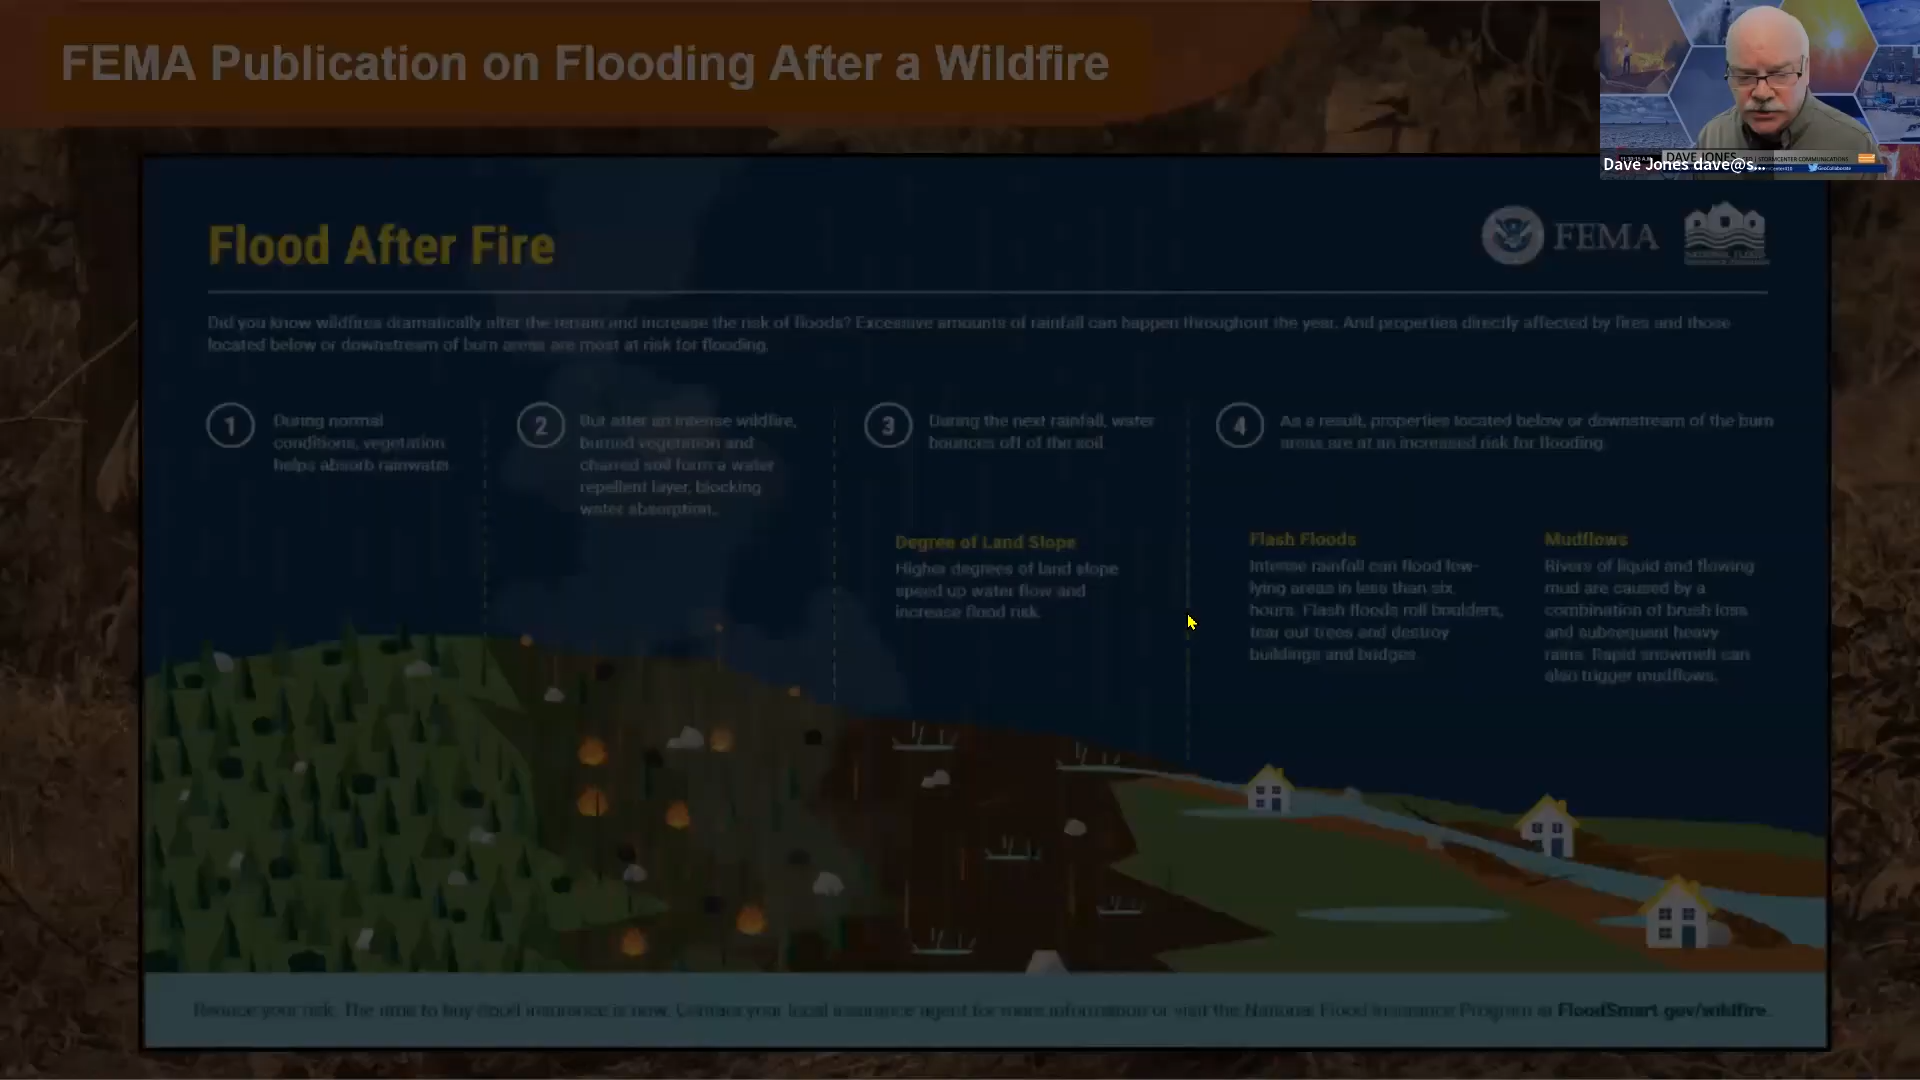 FEMA Publication on Flooding After a Wildfire
DAVE JONES
STORMCENTER COMMUNICATIONS
Dave Jones dave@s...
GeoCollaborate
Flood After Fire
FEMA
NATIONAL FLOOD
INSURANCE PROGRAM
Did you know wildfires dramatically alter the terrain and increase the risk of floods? Excessive amounts of rainfall can happen throughout the year. And properties directly affected by fires and those
located below or downstream of burn areas are most at risk for flooding.
1
During normal
conditions, vegetation
helps absorb rainwater.
2
But after an intense wildfire,
burned vegetation and
charred soil form a water
repellent layer, blocking
water absorption.
3
During the next rainfall, water
bounces off of the soil.
Degree of Land Slope
Higher degrees of land slope
speed up water flow and
increase flood risk.
4
As a result, properties located below or downstream of the burn
areas are at an increased risk for flooding.
Flash Floods
Intense rainfall can flood low-
lying areas in less than six
hours. Flash floods roll boulders,
tear out trees and destroy
buildings and bridges.
Mudflows
Rivers of liquid and flowing
mud are caused by a
combination of brush loss
and subsequent heavy
rains. Rapid snowmelt can
also trigger mudflows.
Reduce your risk. The time to buy flood insurance is now. Contact your local insurance agent for more information or visit the National Flood Insurance Program at FloodSmart.gov/wildfire.